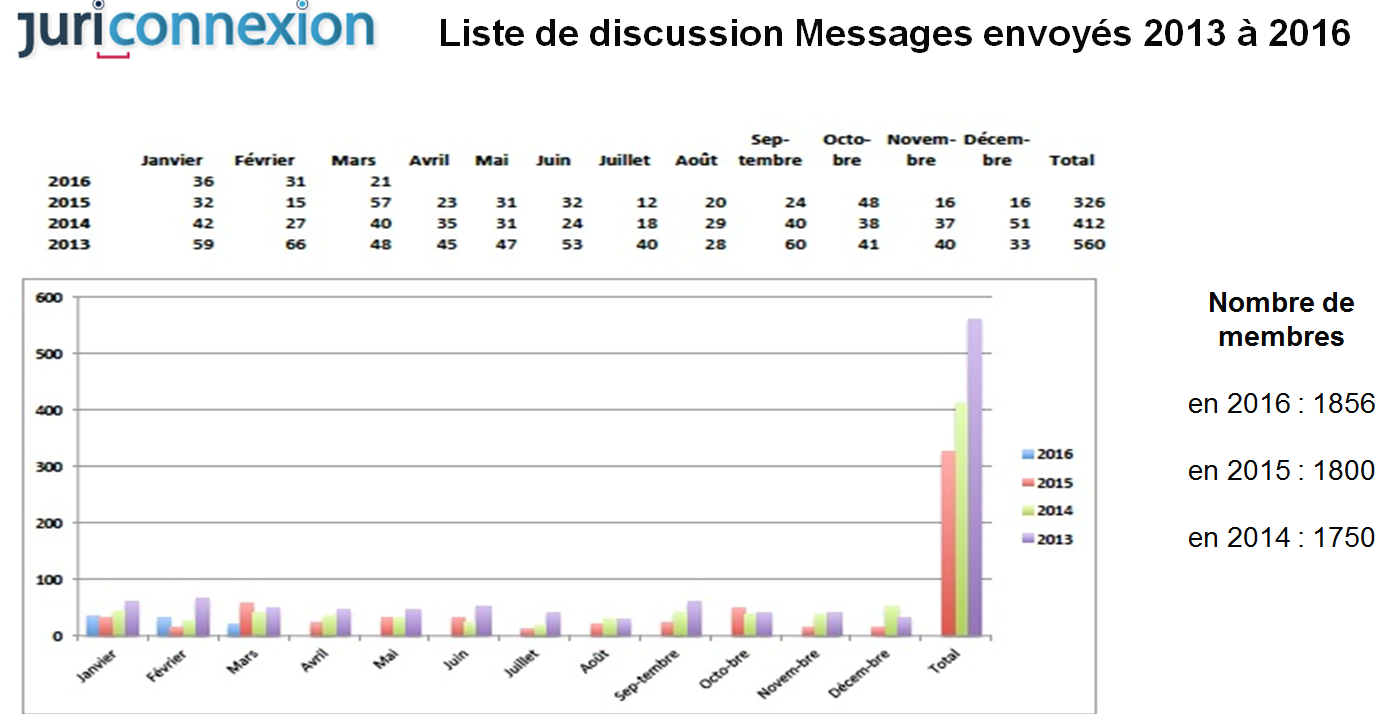 juriconnexion
Liste de discussion Messages envoyés 2013 à 2016
Sep- Octo- Novem- Décem-
Janvier Février Mars Avril Mai Juin Juillet Août tembre bre bre bre Total
2016 36 31 21
2015 32 15 57 23 31 32 12 20 24 48 16 16 326
2014 42 27 40 35 31 24 18 29 40 38 37 51 412
2013 59 66 48 45 47 53 40 28 60 41 40 33 560
600
500
400
300
200
100
0
Janvier Février Mars Avril Mai Juin Juillet Août Sep-tembre Octo-bre Novem-bre Décem-bre Total
2016
2015
2014
2013
Nombre de
membres
en 2016 : 1856
en 2015 : 1800
en 2014 : 1750